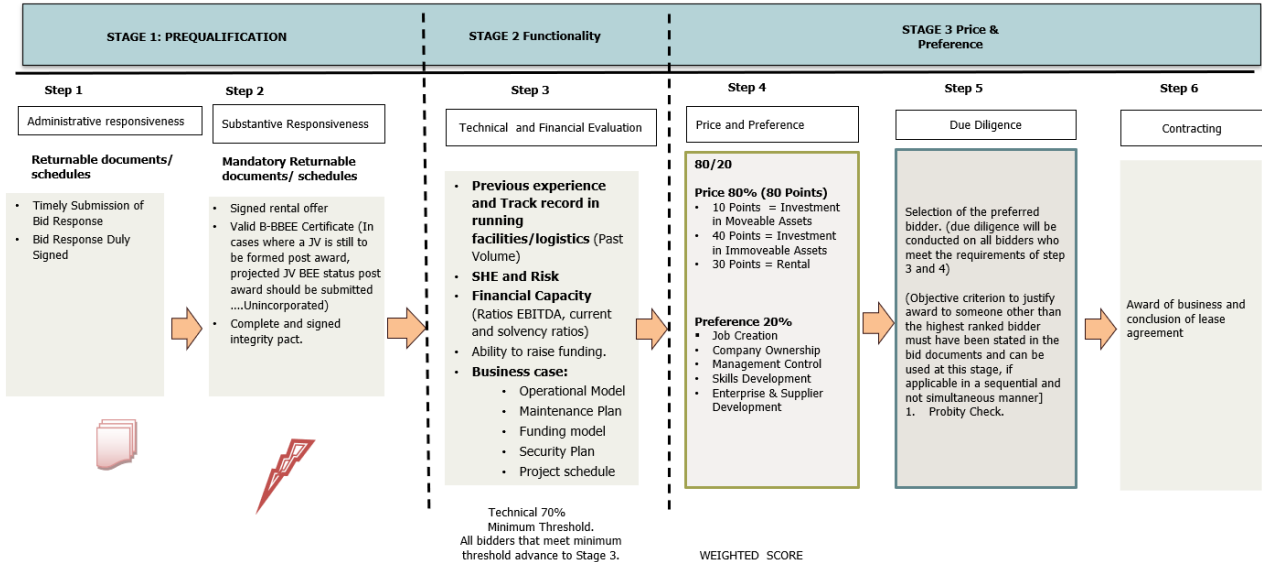 STAGE 1: PREQUALIFICATION
STAGE 2 Functionality
STAGE 3 Price &
Preference
Step 1
Administrative responsiveness
Returnable documents/
schedules
• Timely Submission of
Bid Response
• Bid Response Duly
Signed
Step 2
Substantive Responsiveness
Mandatory Returnable
documents/ schedules
• Signed rental offer
• Valid B-BBEE Certificate (In
cases where a JV is still to
be formed post award,
projected JV BEE status post
award should be submitted
....Unincorporated)
• Complete and signed
integrity pact.
Step 3
Technical and Financial Evaluation
• Previous experience
and Track record in
running
facilities/logistics (Past
Volume)
• SHE and Risk
• Financial Capacity
(Ratios EBITDA, current
and solvency ratios)
• Ability to raise funding.
• Business case:
• Operational Model
• Maintenance Plan
• Funding model
• Security Plan
• Project schedule
Technical 70%
Minimum Threshold.
All bidders that meet minimum
threshold advance to Stage 3.
Step 4
Price and Preference
80/20
Price 80% (80 Points)
• 10 Points = Investment
in Moveable Assets
• 40 Points = Investment
in Immoveable Assets
• 30 Points = Rental
Preference 20%
▪ Job Creation
• Company Ownership
• Management Control
• Skills Development
• Enterprise & Supplier
Development
WEIGHTED SCORE
Step 5
Due Diligence
Selection of the preferred
bidder. (due diligence will be
conducted on all bidders who
meet the requirements of step
3 and 4)
(Objective criterion to justify
award to someone other than
the highest ranked bidder
must have been stated in the
bid documents and can be
used at this stage, if
applicable in a sequential and
not simultaneous manner]
1. Probity Check.
Step 6
Contracting
Award of business and
conclusion of lease
agreement